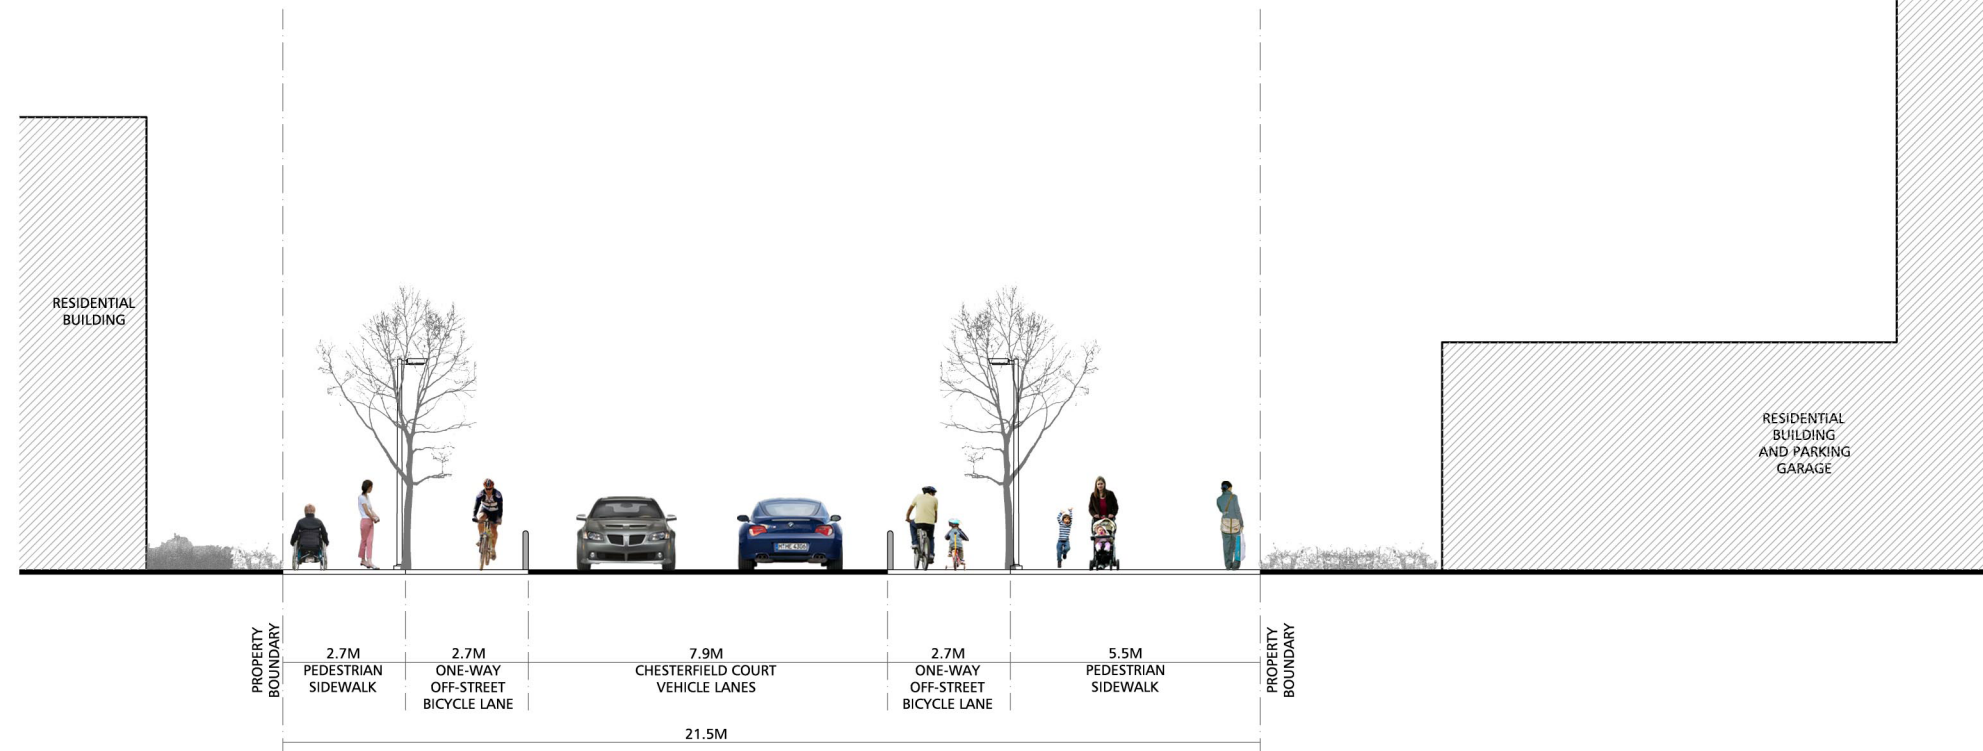 RESIDENTIAL
BUILDING
RESIDENTIAL
BUILDING
AND PARKING
GARAGE
PROPERTY
BOUNDARY
2.7M
PEDESTRIAN
SIDEWALK
2.7M
ONE-WAY
OFF-STREET
BICYCLE LANE
7.9M
CHESTERFIELD COURT
VEHICLE LANES
2.7M
ONE-WAY
OFF-STREET
BICYCLE LANE
5.5M
PEDESTRIAN
SIDEWALK
PROPERTY
BOUNDARY
21.5M